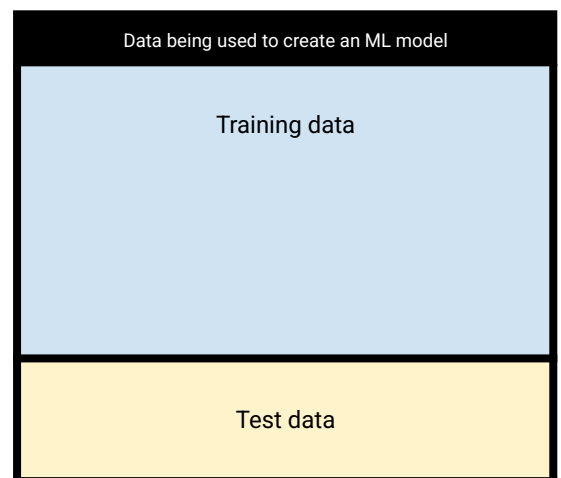 Data being used to create an ML model
Training data
Test data